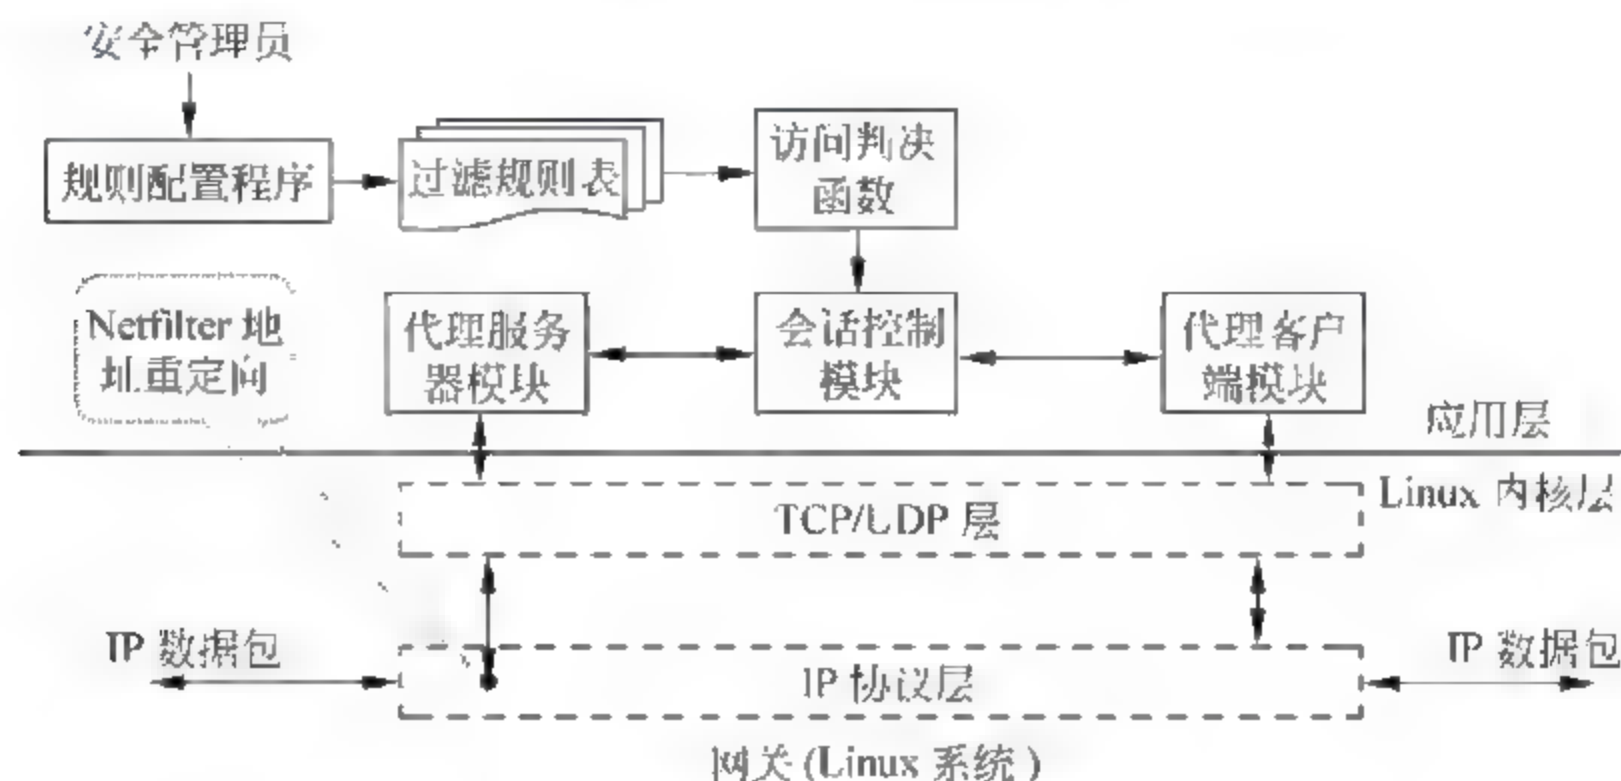 安全管理员
规则配置程序
过滤规则表
访问判决
函数
Netfilter 地
址重定向
代理服务
器模块
会话控制
模块
代理客户
端模块
应用层
Linux 内核层
TCP/UDP 层
IP 数据包
IP 协议层
IP 数据包
网关 (Linux 系统)